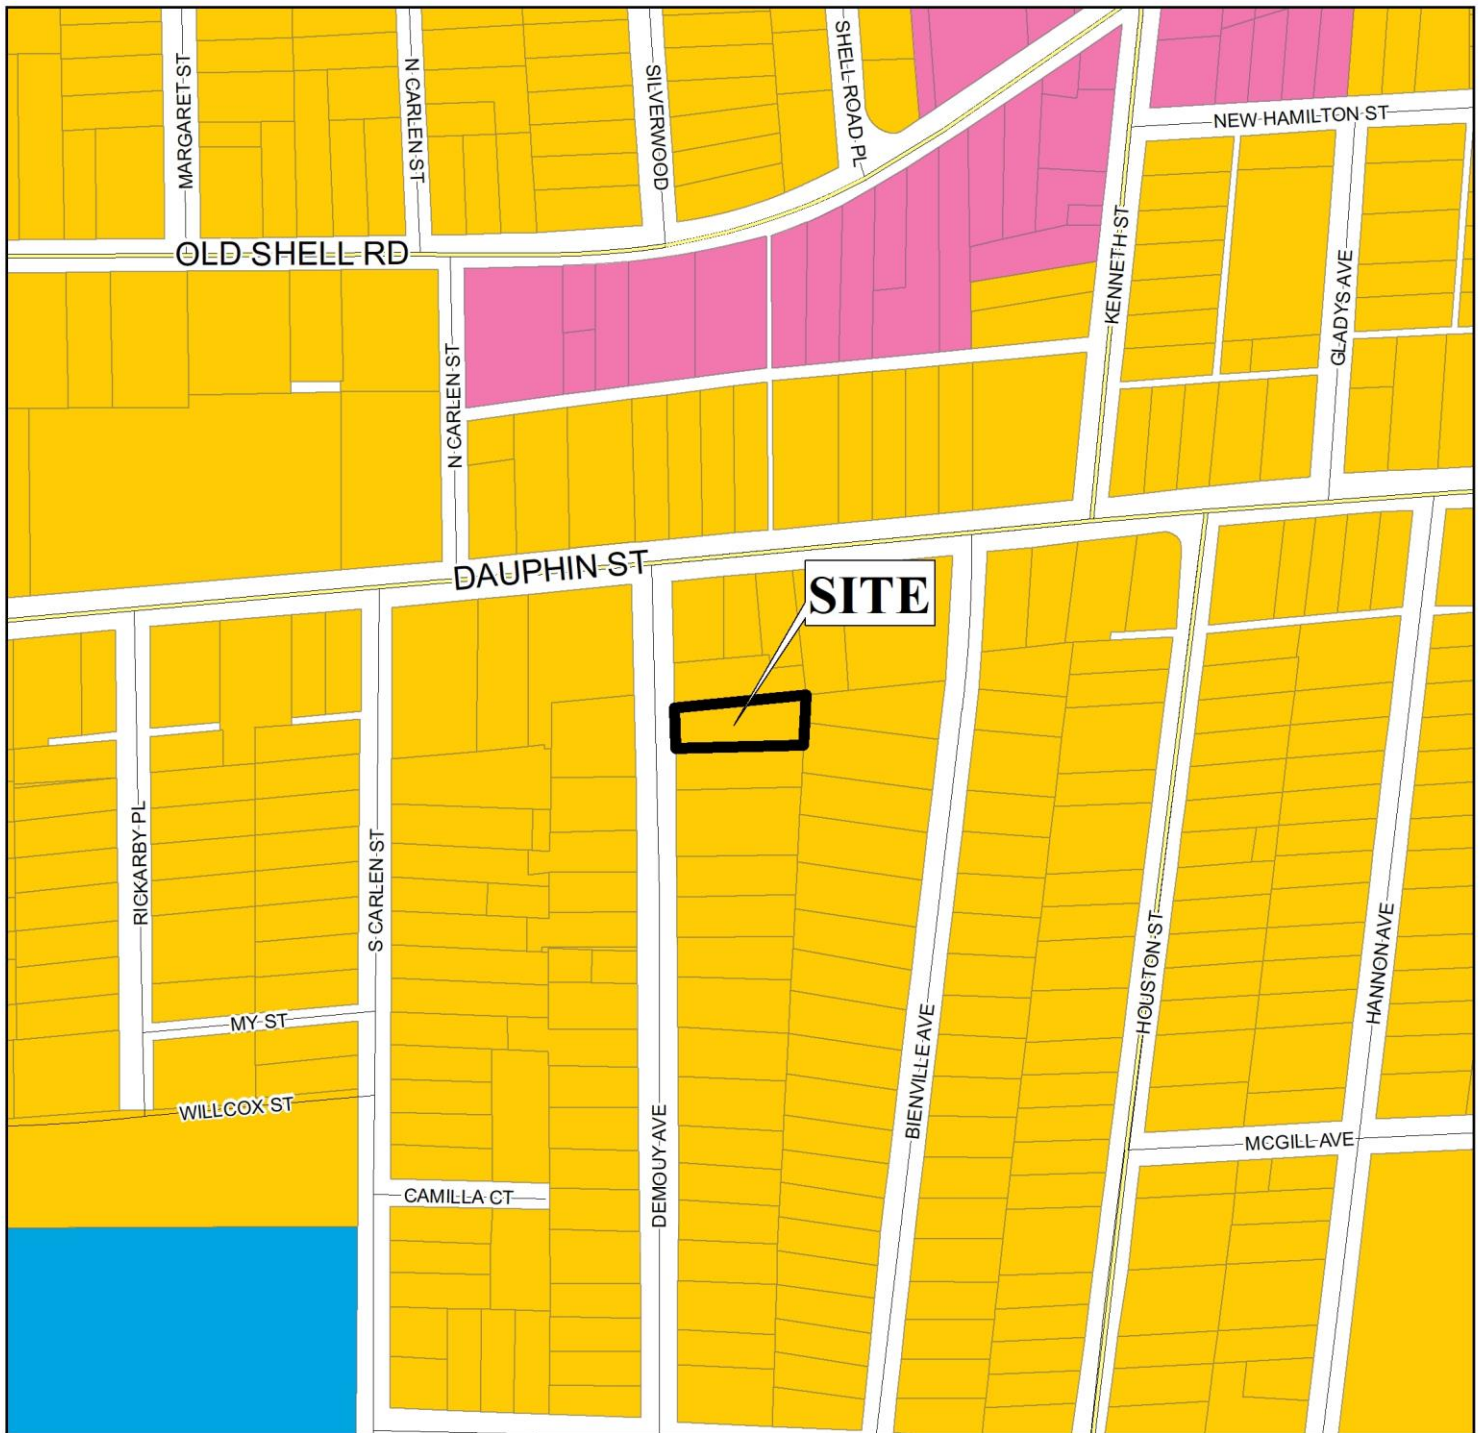 MARGARET ST
N CARLEN ST
SILVERWOOD
SHELL ROAD PL
NEW HAMILTON ST
OLD SHELL RD
KENNETH ST
GLADYS AVE
N CARLEN ST
DAUPHIN ST
SITE
RICKARBY PL
S CARLEN ST
MY ST
WILLCOX ST
CAMILLA CT
DEMOUY AVE
BIENVILLE AVE
HOUSTON ST
HANNON AVE
MCGILL AVE